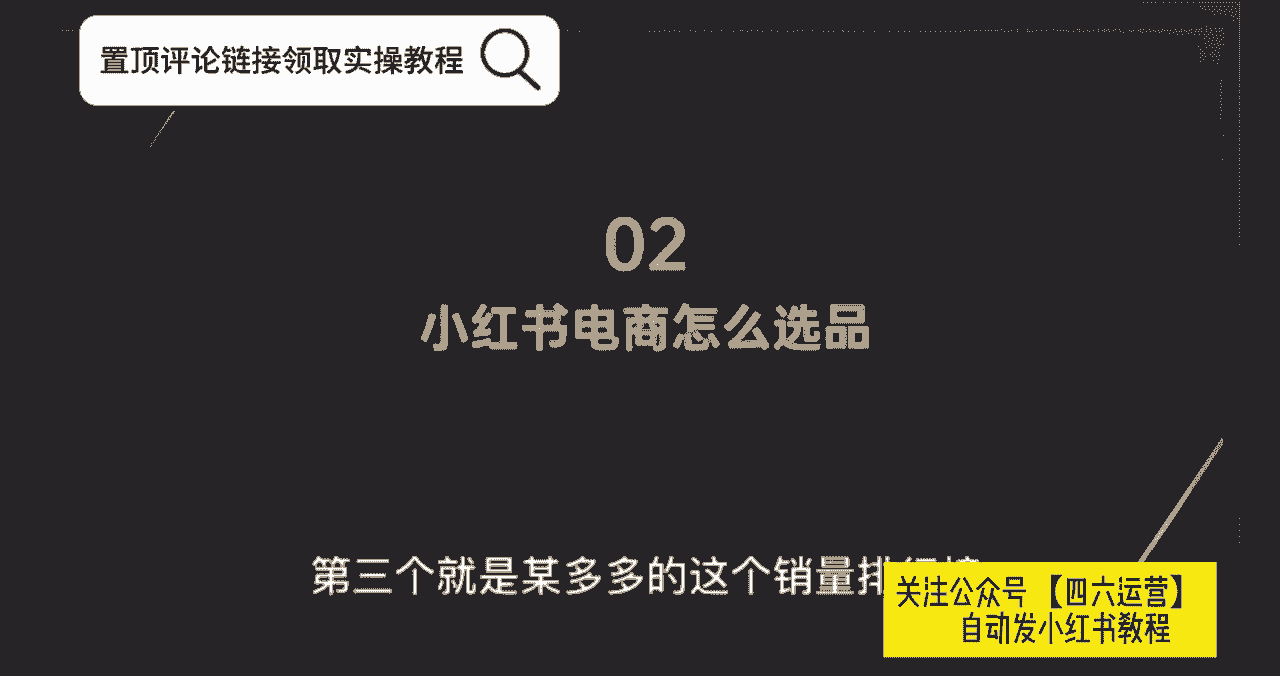 置顶评论链接领取实操教程
02
小红书电商怎么选品
第三个就是某多多的这个销量排
关注公众号【四六运营】
自动发小红书教程